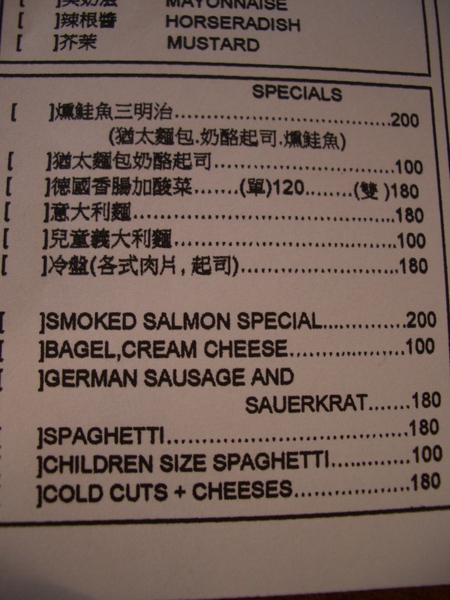 [ ]美奶滋 MAYONNAISE
[ ]辣根醬 HORSERADISH
[ ]芥茉 MUSTARD
SPECIALS
[ ]燻鮭魚三明治........................200
(猶太麵包.奶酪起司.燻鮭魚)
[ ]猶太麵包奶酪起司....................100
[ ]德國香腸加酸菜.......(單)120........(雙)180
[ ]意大利麵............................180
[ ]兒童義大利麵........................100
[ ]冷盤(各式肉片, 起司)................180
[ ]SMOKED SALMON SPECIAL..............200
[ ]BAGEL,CREAM CHEESE.................100
[ ]GERMAN SAUSAGE AND
SAUERKRAT.......180
[ ]SPAGHETTI..........................180
[ ]CHILDREN SIZE SPAGHETTI............100
[ ]COLD CUTS + CHEESES................180